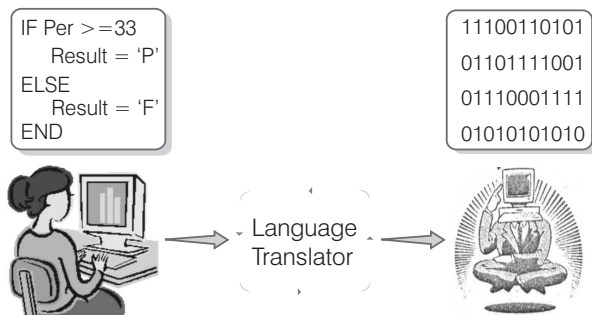 IF Per >=33
Result = ‘P’
ELSE
Result = ‘F’
END
11100110101
01101111001
01110001111
01010101010
Language
Translator